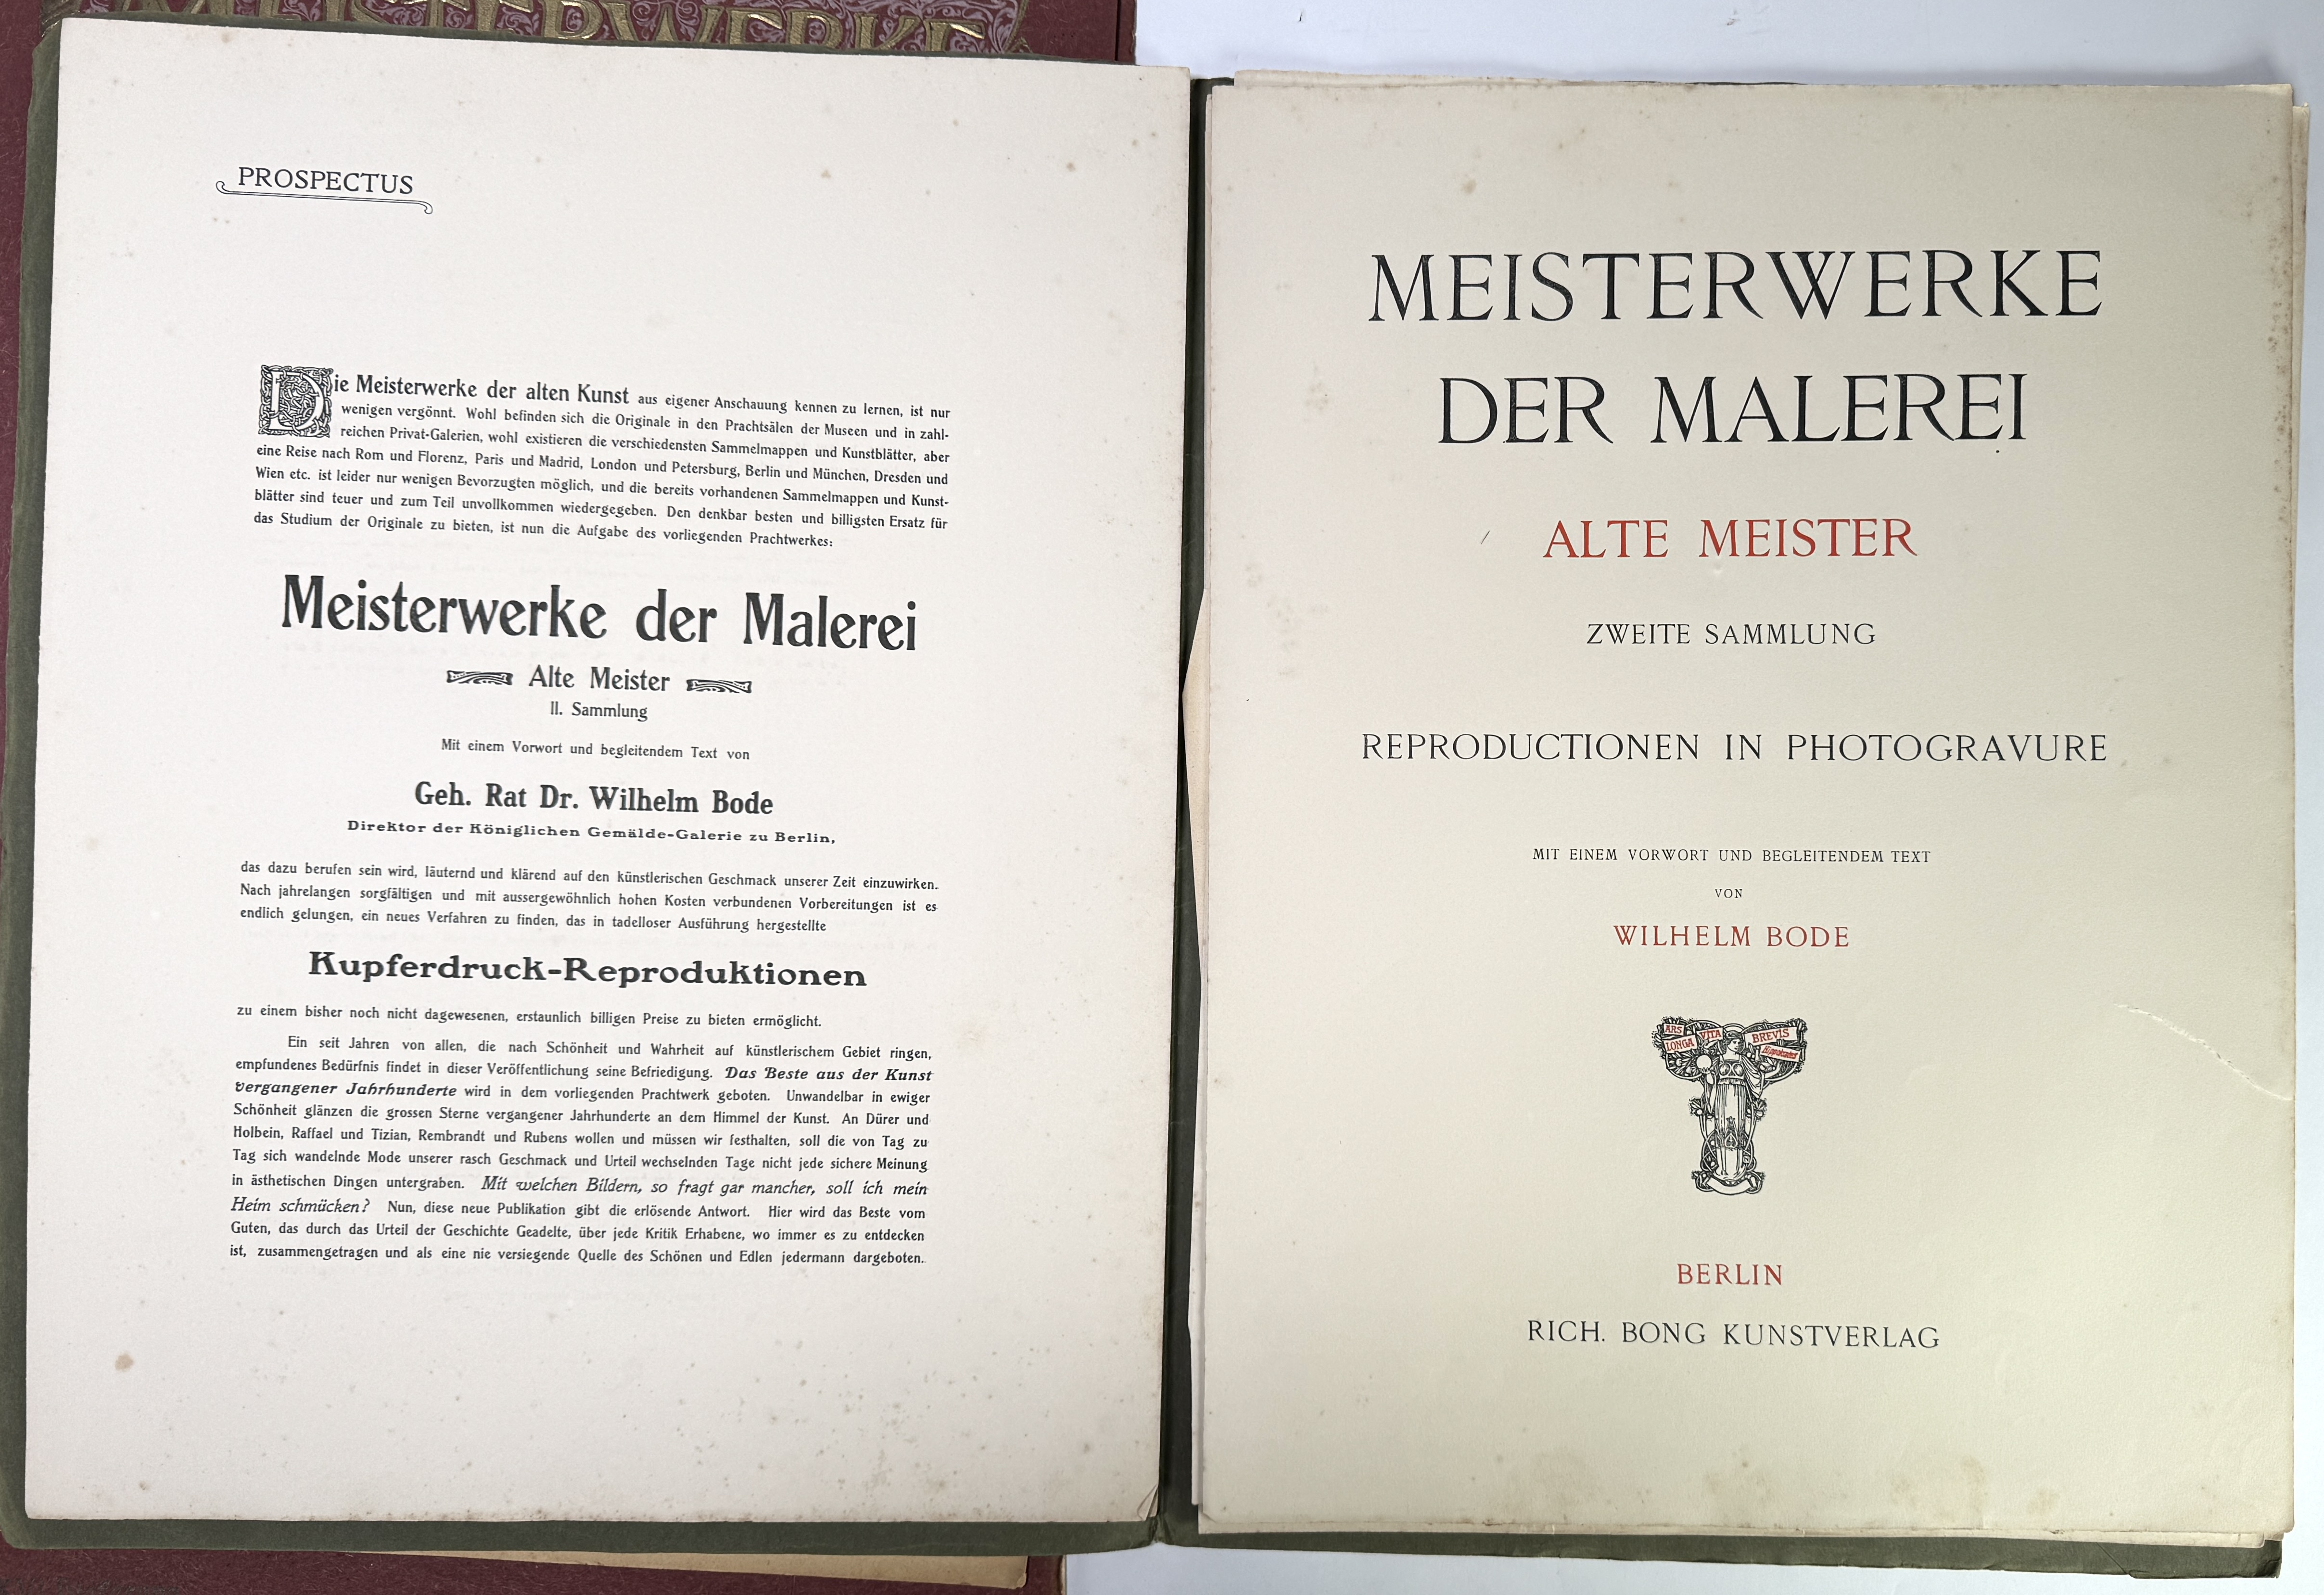 MEISTERWERKE
PROSPECTUS
Die Meisterwerke der alten Kunst aus eigener Anschauung kennen zu lernen, ist nur
wenigen vergönnt. Wohl befinden sich die Originale in den Prachtsälen der Museen und in zahl-
reichen Privat-Galerien, wohl existieren die verschiedensten Sammelmappen und Kunstblätter, aber
eine Reise nach Rom und Florenz, Paris und Madrid, London und Petersburg, Berlin und München, Dresden und
Wien etc. ist leider nur wenigen Bevorzugten möglich, und die bereits vorhandenen Sammelmappen und Kunst-
blätter sind teuer und zum Teil unvollkommen wiedergegeben. Den denkbar besten und billigsten Ersatz für
das Studium der Originale zu bieten, ist nun die Aufgabe des vorliegenden Prachtwerkes:
Meisterwerke der Malerei
Alte Meister
II. Sammlung
Mit einem Vorwort und begleitendem Text von
Geh. Rat Dr. Wilhelm Bode
Direktor der Königlichen Gemälde-Galerie zu Berlin,
das dazu berufen sein wird, läuternd und klärend auf den künstlerischen Geschmack unserer Zeit einzuwirken.
Nach jahrelangen sorgfältigen und mit aussergewöhnlich hohen Kosten verbundenen Vorbereitungen ist es
endlich gelungen, ein neues Verfahren zu finden, das in tadelloser Ausführung hergestellte
Kupferdruck-Reproduktionen
zu einem bisher noch nicht dagewesenen, erstaunlich billigen Preise zu bieten ermöglicht.
Ein seit Jahren von allen, die nach Schönheit und Wahrheit auf künstlerischem Gebiet ringen,
empfundenes Bedürfnis findet in dieser Veröffentlichung seine Befriedigung. Das Beste aus der Kunst
vergangener Jahrhunderte wird in dem vorliegenden Prachtwerk geboten. Unwandelbar in ewiger
Schönheit glänzen die grossen Sterne vergangener Jahrhunderte an dem Himmel der Kunst. An Dürer und
Holbein, Raffael und Tizian, Rembrandt und Rubens wollen und müssen wir festhalten, soll die von Tag zu
Tag sich wandelnde Mode unserer rasch Geschmack und Urteil wechselnden Tage nicht jede sichere Meinung
in ästhetischen Dingen untergraben. Mit welchen Bildern, so fragt gar mancher, soll ich mein
Heim schmücken? Nun, diese neue Publikation gibt die erlösende Antwort. Hier wird das Beste vom
Guten, das durch das Urteil der Geschichte Geadelte, über jede Kritik Erhabene, wo immer es zu entdecken
ist, zusammengetragen und als eine nie versiegende Quelle des Schönen und Edlen jedermann dargeboten.
MEISTERWERKE
DER MALEREI
ALTE MEISTER
ZWEITE SAMMLUNG
REPRODUCTIONEN IN PHOTOGRAVURE
MIT EINEM VORWORT UND BEGLEITENDEM TEXT
VON
WILHELM BODE
ARS LONGA VITA BREVIS
Hippokrates
BERLIN
RICH. BONG KUNSTVERLAG